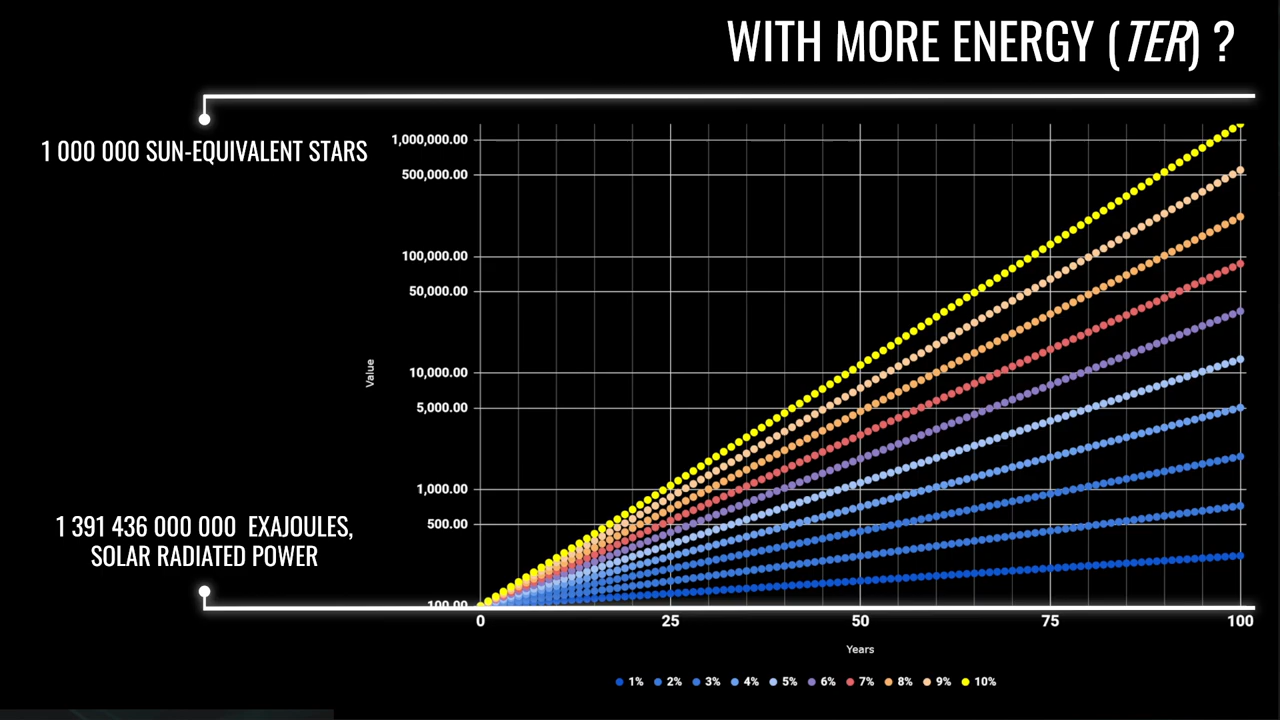 WITH MORE ENERGY (TER) ?
1 000 000 SUN-EQUIVALENT STARS
1,000,000.00
500,000.00
100,000.00
50,000.00
Value
10,000.00
5,000.00
1,000.00
1 391 436 000 000 EXAJOULES,
SOLAR RADIATED POWER
500.00
100.00
0 25 50 75 100
Years
1% 2% 3% 4% 5% 6% 7% 8% 9% 10%